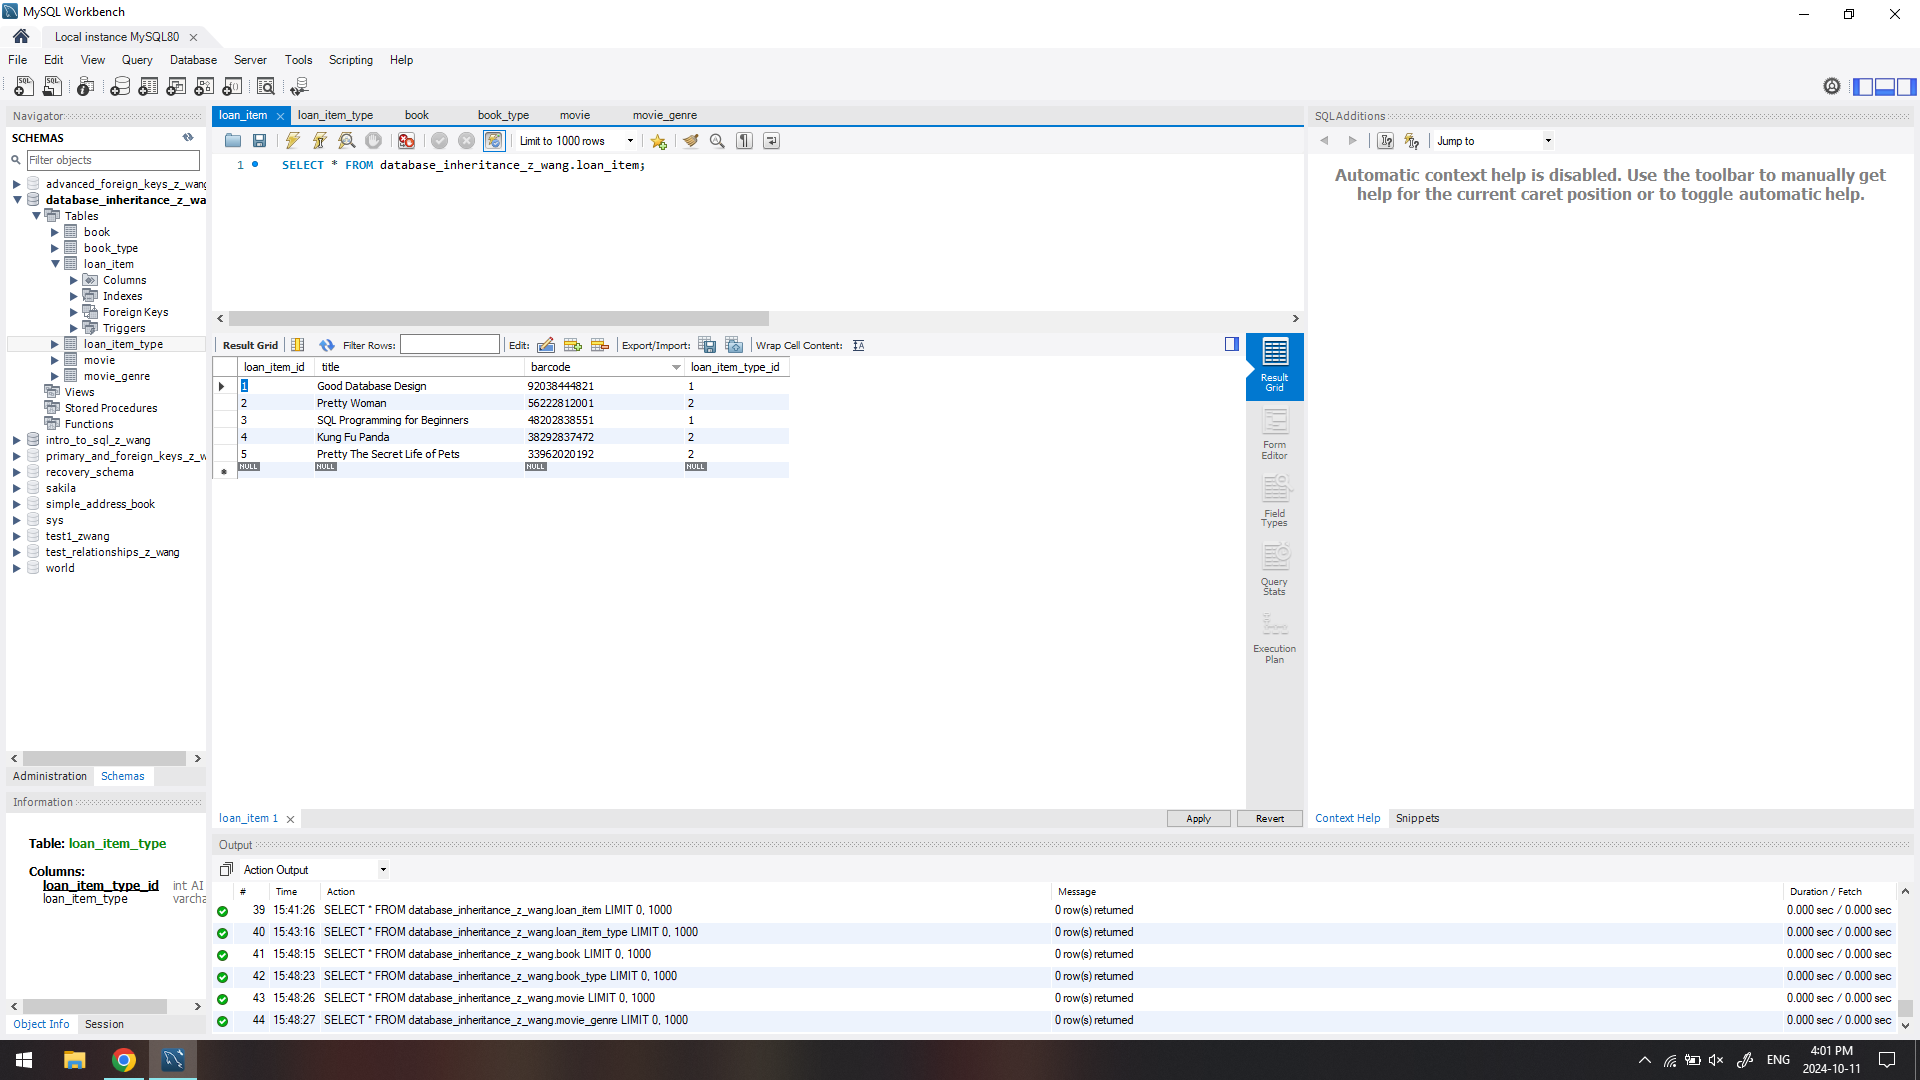 MySQL Workbench
Local instance MySQL80
File Edit View Query Database Server Tools Scripting Help
Navigator
SCHEMAS
Filter objects
advanced_foreign_keys_z_wang
database_inheritance_z_wa
Tables
book
book_type
loan_item
Columns
Indexes
Foreign Keys
Triggers
loan_item_type
movie
movie_genre
Views
Stored Procedures
Functions
intro_to_sql_z_wang
primary_and_foreign_keys_z_w
recovery_schema
sakila
simple_address_book
sys
test1_zwang
test_relationships_z_wang
world
Administration Schemas
Information
Table: loan_item_type
Columns:
loan_item_type_id int AI
loan_item_type varcha
Object Info Session
loan_item loan_item_type book book_type movie movie_genre
Limit to 1000 rows
1 SELECT * FROM database_inheritance_z_wang.loan_item;
Result Grid Filter Rows: Edit: Export/Import: Wrap Cell Content:
loan_item_id title barcode loan_item_type_id
1 Good Database Design 92038444821 1
2 Pretty Woman 56222812001 2
3 SQL Programming for Beginners 48202838551 1
4 Kung Fu Panda 38292837472 2
5 Pretty The Secret Life of Pets 33962020192 2
NULL NULL NULL NULL
Result
Grid
Form
Editor
Field
Types
Query
Stats
Execution
Plan
loan_item 1 Apply Revert
SQLAdditions
Jump to
Automatic context help is disabled. Use the toolbar to manually get
help for the current caret position or to toggle automatic help.
Context Help Snippets
Output
Action Output
# Time Action Message Duration / Fetch
39 15:41:26 SELECT * FROM database_inheritance_z_wang.loan_item LIMIT 0, 1000 0 row(s) returned 0.000 sec / 0.000 sec
40 15:43:16 SELECT * FROM database_inheritance_z_wang.loan_item_type LIMIT 0, 1000 0 row(s) returned 0.000 sec / 0.000 sec
41 15:48:15 SELECT * FROM database_inheritance_z_wang.book LIMIT 0, 1000 0 row(s) returned 0.000 sec / 0.000 sec
42 15:48:23 SELECT * FROM database_inheritance_z_wang.book_type LIMIT 0, 1000 0 row(s) returned 0.000 sec / 0.000 sec
43 15:48:26 SELECT * FROM database_inheritance_z_wang.movie LIMIT 0, 1000 0 row(s) returned 0.000 sec / 0.000 sec
44 15:48:27 SELECT * FROM database_inheritance_z_wang.movie_genre LIMIT 0, 1000 0 row(s) returned 0.000 sec / 0.000 sec
ENG
4:01 PM
2024-10-11